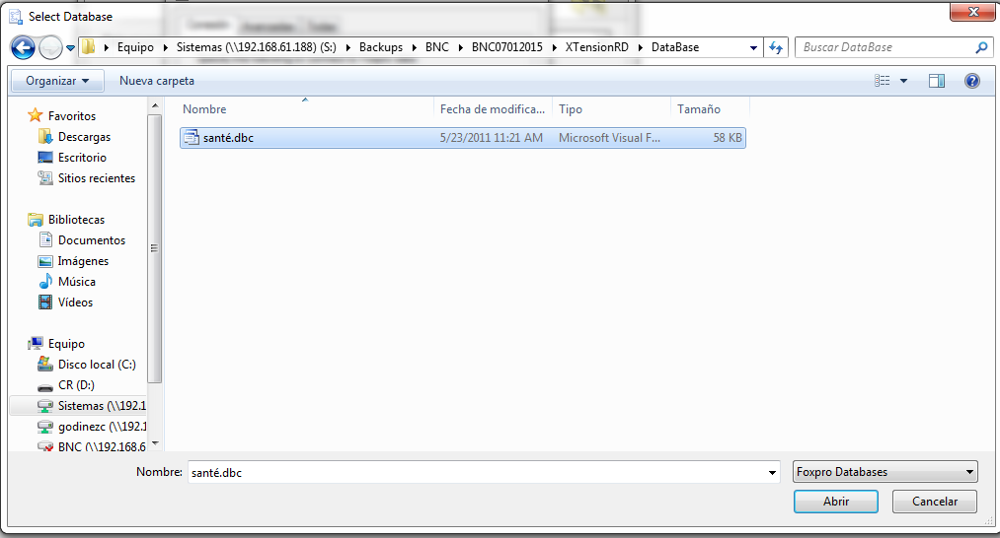 Select Database
Equipo Sistemas (\\192.168.61.188) (S:) Backups BNC BNC07012015 XTensionRD DataBase Buscar DataBase
Organizar Nueva carpeta
Nombre Fecha de modifica... Tipo Tamaño
santé.dbc 5/23/2011 11:21 AM Microsoft Visual F... 58 KB
Favoritos
Descargas
Escritorio
Sitios recientes
Bibliotecas
Documentos
Imágenes
Música
Vídeos
Equipo
Disco local (C:)
CR (D:)
Sistemas (\\192.1
godinezc (\\192.1
BNC (\\192.168.6
Nombre: santé.dbc Foxpro Databases
Abrir Cancelar